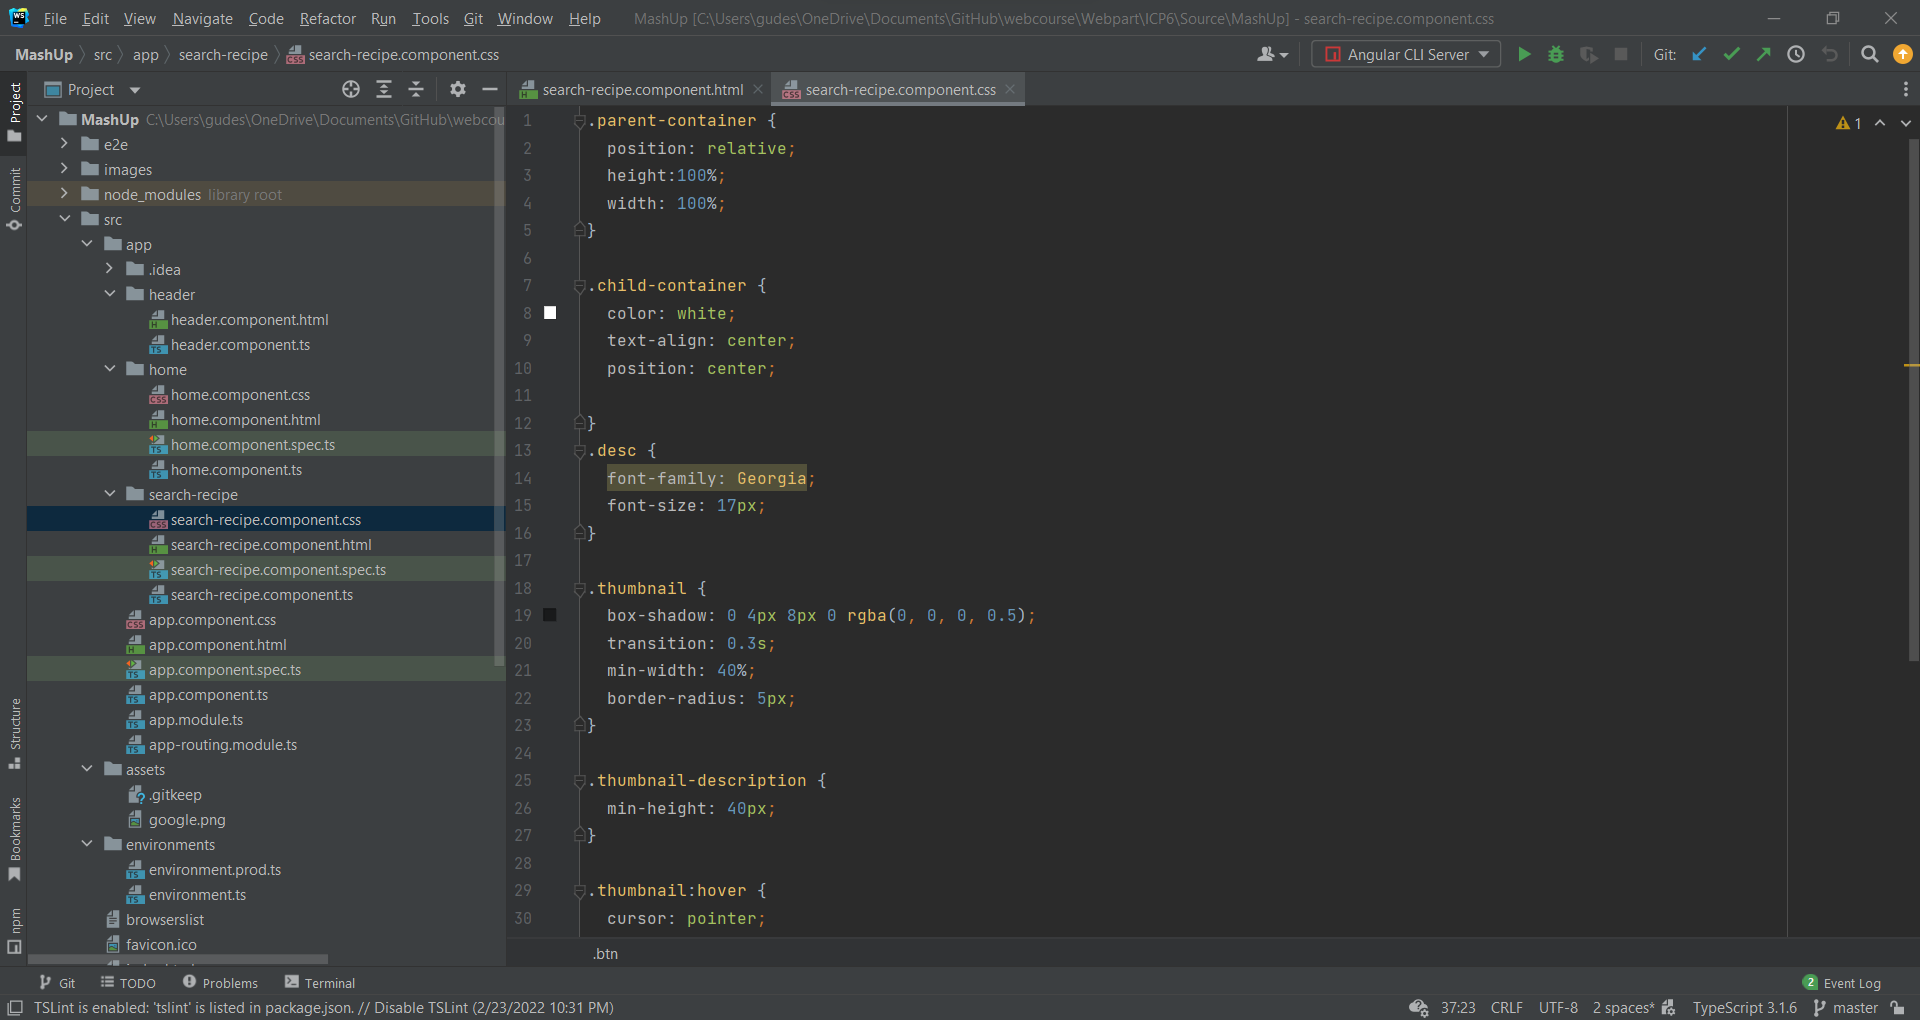 WS File Edit View Navigate Code Refactor Run Tools Git Window Help MashUp [C:\Users\gudes\OneDrive\Documents\GitHub\webcourse\Webpart\ICP6\Source\MashUp] - search-recipe.component.css
MashUp src app search-recipe search-recipe.component.css Angular CLI Server Git:
Project
search-recipe.component.html search-recipe.component.css
Project
Commit
Structure
Bookmarks
npm
MashUp C:\Users\gudes\OneDrive\Documents\GitHub\webcou
e2e
images
node_modules library root
src
app
.idea
header
header.component.html
header.component.ts
home
home.component.css
home.component.html
home.component.spec.ts
home.component.ts
search-recipe
search-recipe.component.css
search-recipe.component.html
search-recipe.component.spec.ts
search-recipe.component.ts
app.component.css
app.component.html
app.component.spec.ts
app.component.ts
app.module.ts
app-routing.module.ts
assets
.gitkeep
google.png
environments
environment.prod.ts
environment.ts
browserslist
favicon.ico
1 .parent-container {
2 position: relative;
3 height:100%;
4 width: 100%;
5 }
6
7 .child-container {
8 color: white;
9 text-align: center;
10 position: center;
11
12 }
13 .desc {
14 font-family: Georgia;
15 font-size: 17px;
16 }
17
18 .thumbnail {
19 box-shadow: 0 4px 8px 0 rgba(0, 0, 0, 0.5);
20 transition: 0.3s;
21 min-width: 40%;
22 border-radius: 5px;
23 }
24
25 .thumbnail-description {
26 min-height: 40px;
27 }
28
29 .thumbnail:hover {
30 cursor: pointer;
1
.btn
Git TODO Problems Terminal 2 Event Log
TSLint is enabled: 'tslint' is listed in package.json. // Disable TSLint (2/23/2022 10:31 PM) 37:23 CRLF UTF-8 2 spaces* TypeScript 3.1.6 master